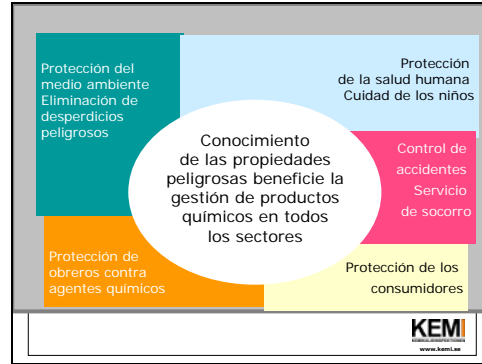 Protección del
medio ambiente
Eliminación de
desperdicios
peligrosos
Protección
de la salud humana
Cuidad de los niños
Conocimiento
de las propiedades
peligrosas beneficie la
gestión de productos
químicos en todos
los sectores
Control de
accidentes
Servicio
de socorro
Protección de
obreros contra
agentes químicos
Protección de los
consumidores
KEMI
KEMIKALIEINSPEKTIONEN
www.kemi.se